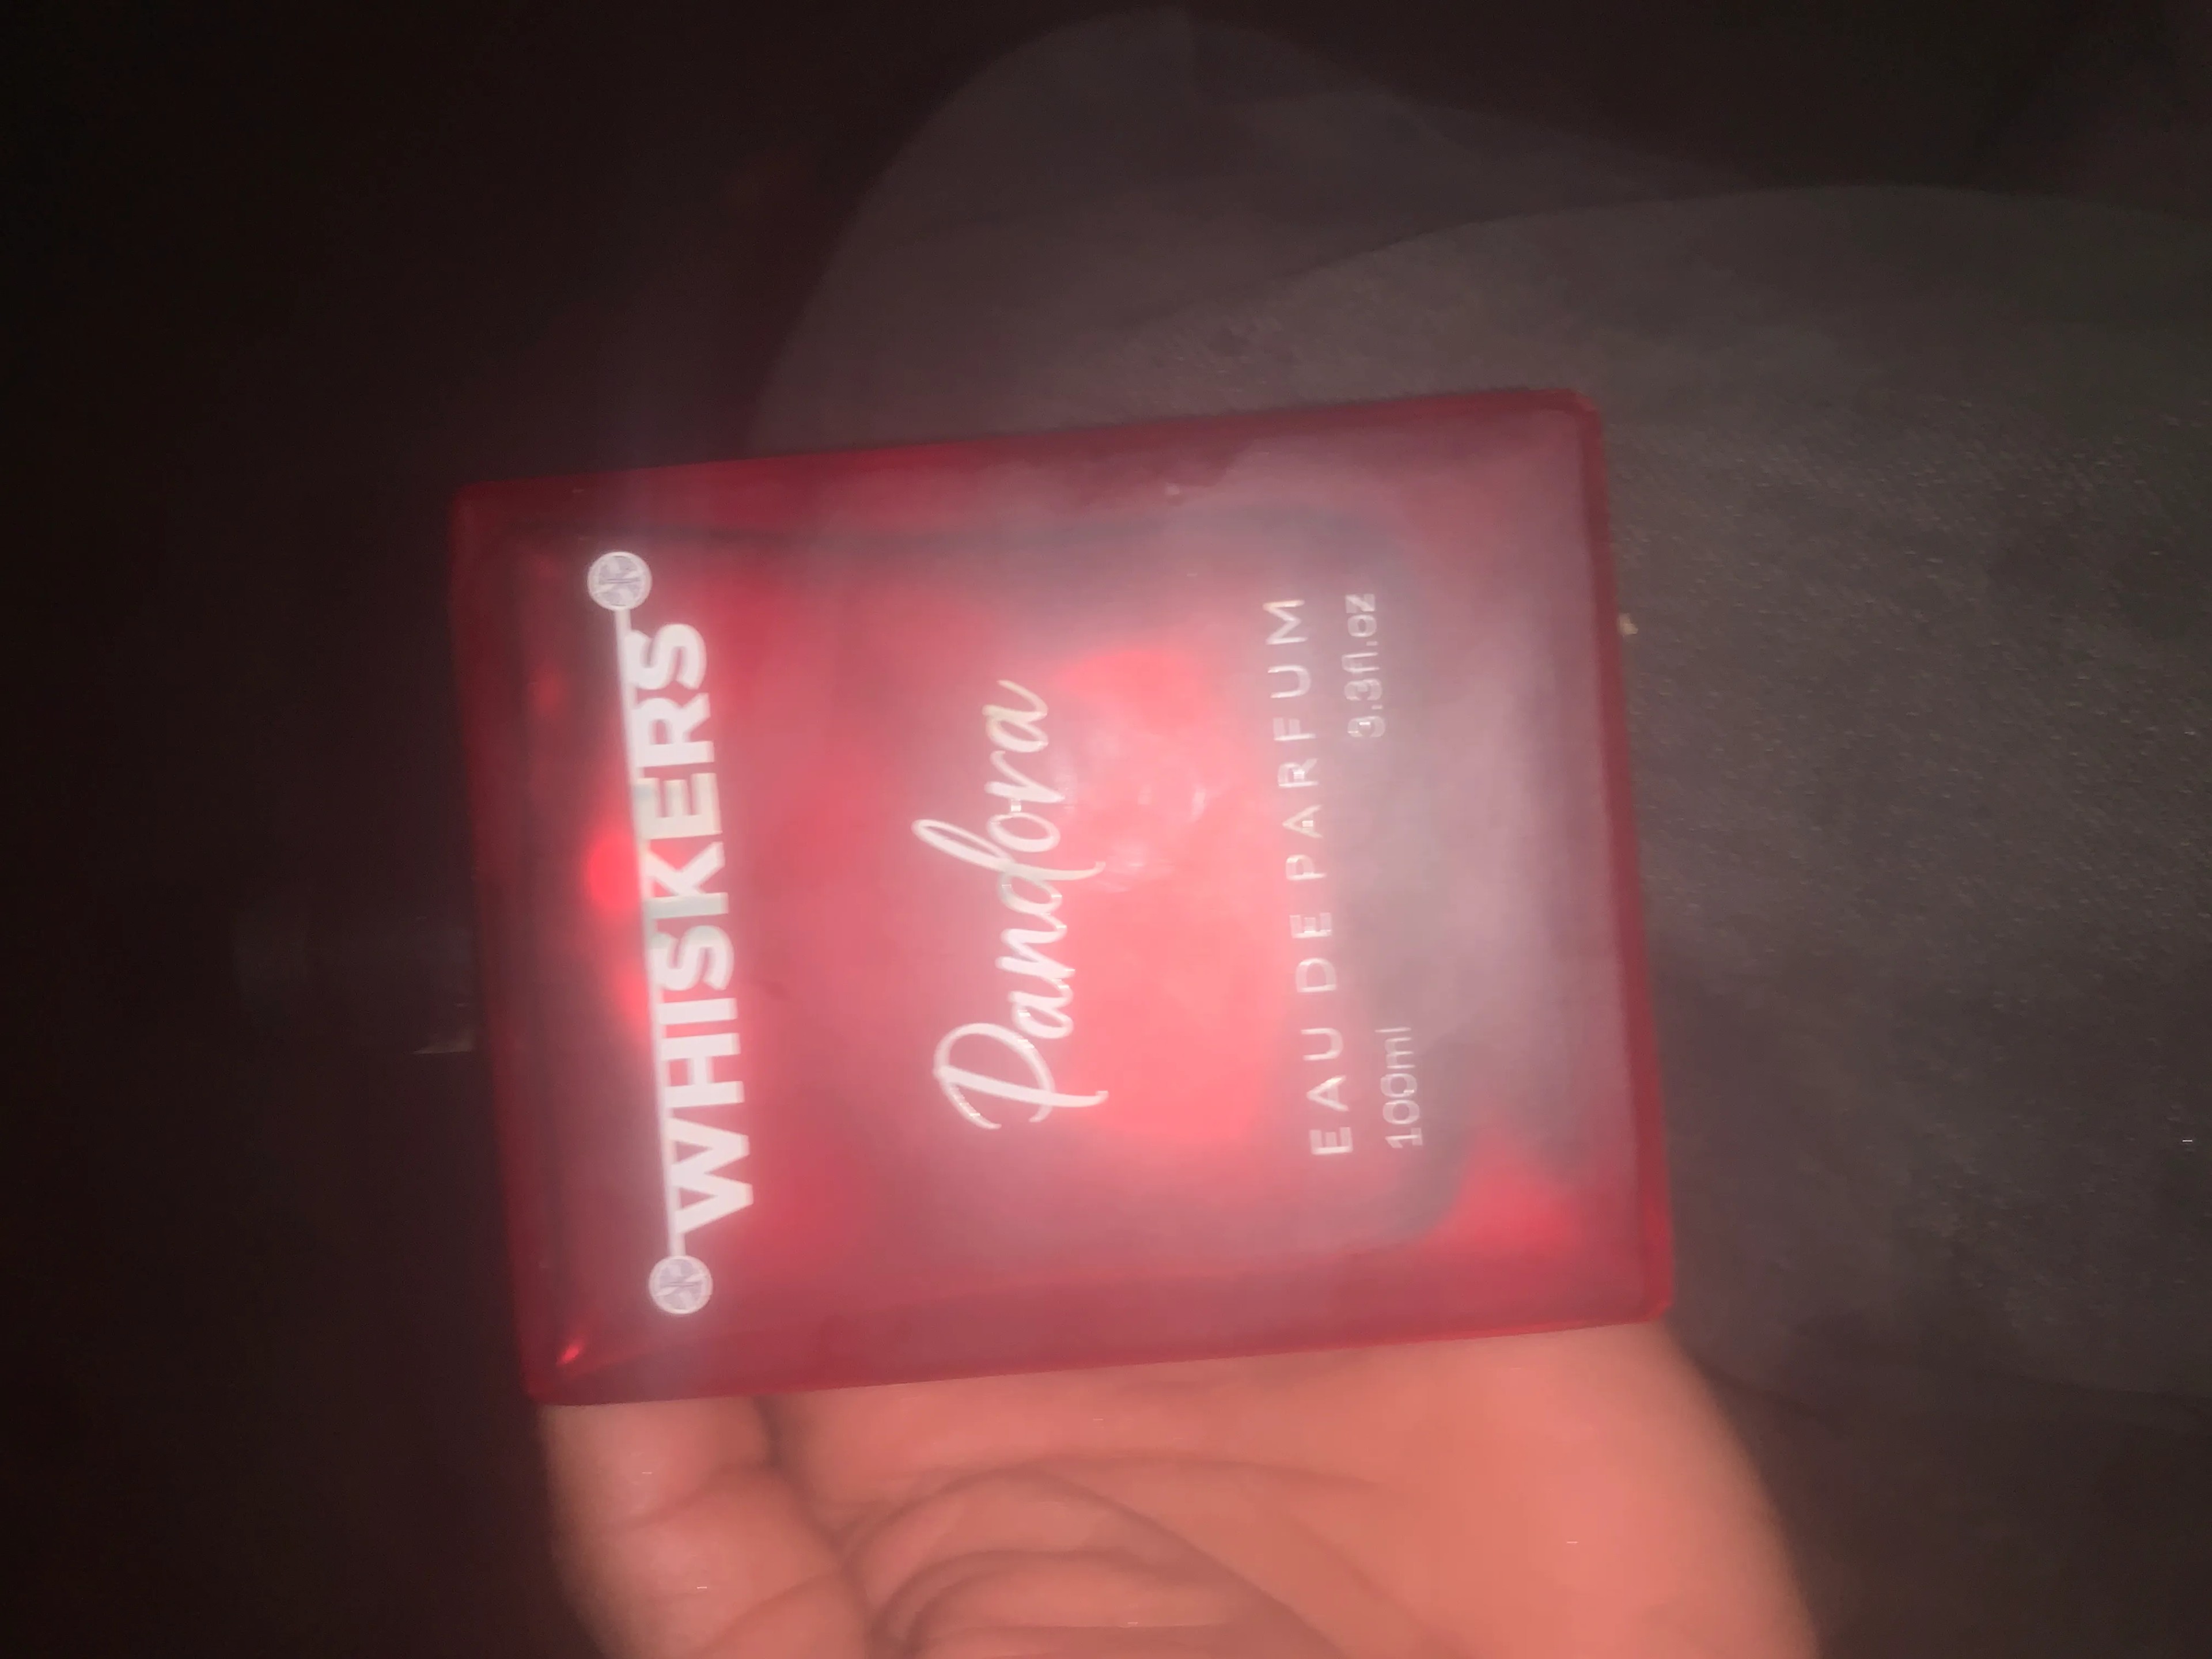 WHISKERS
Pandora
EAU DE PARFUM
100ml 3.3fl.oz